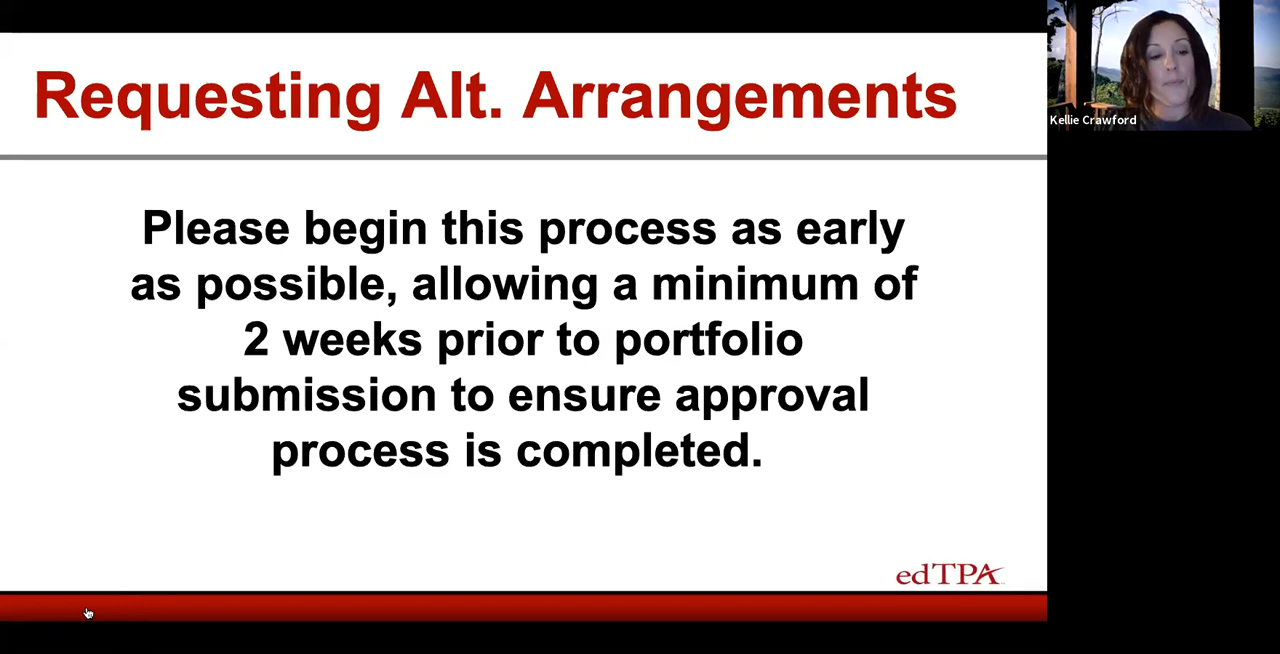 Requesting Alt. Arrangements
Kellie Crawford
Please begin this process as early
as possible, allowing a minimum of
2 weeks prior to portfolio
submission to ensure approval
process is completed.
edTPA